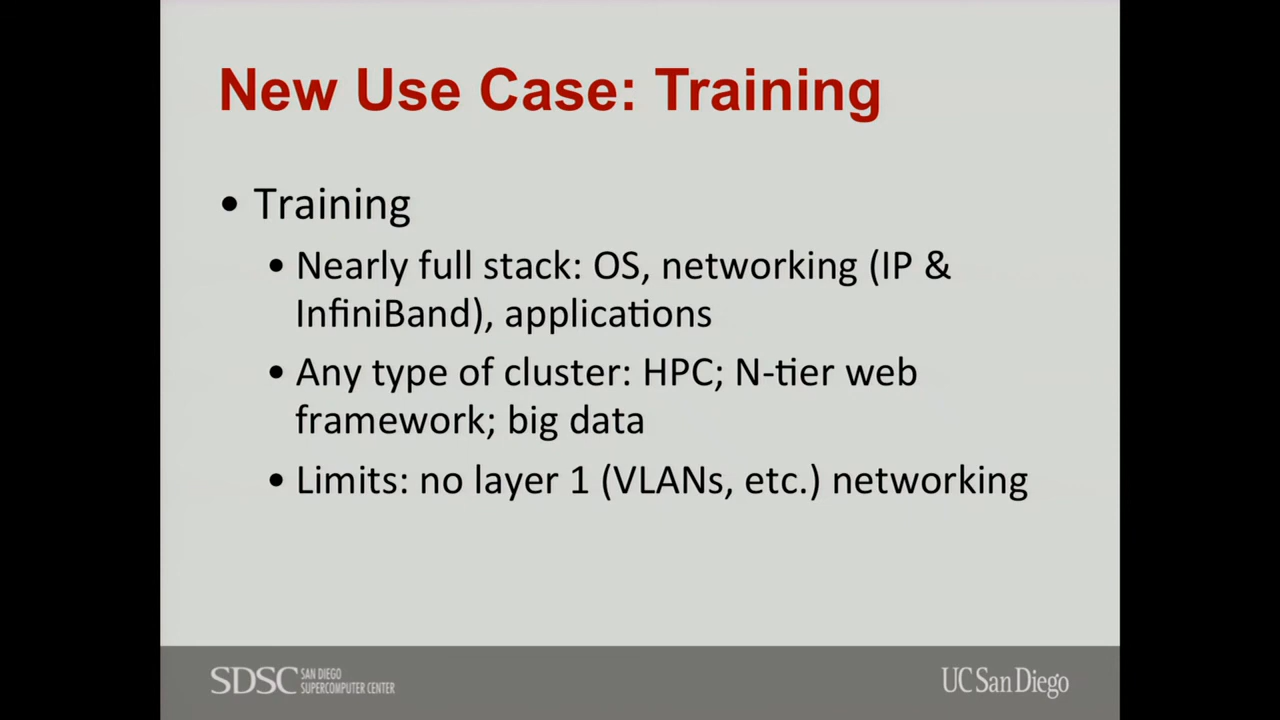 New Use Case: Training
• Training
• Nearly full stack: OS, networking (IP &
InfiniBand), applications
• Any type of cluster: HPC; N-tier web
framework; big data
• Limits: no layer 1 (VLANs, etc.) networking
SDSC SAN DIEGO
SUPERCOMPUTER CENTER
UC San Diego